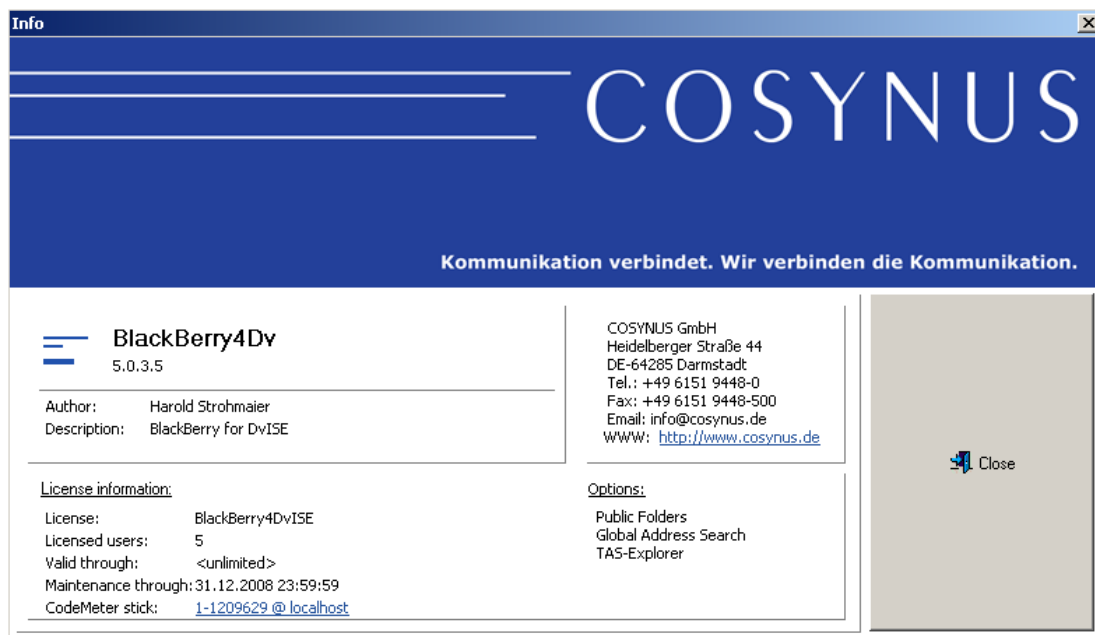 Info
COSYNUS
Kommunikation verbindet. Wir verbinden die Kommunikation.
BlackBerry4Dv
5.0.3.5
Author: Harold Strohmaier
Description: BlackBerry for DvISE
COSYNUS GmbH
Heidelberger Straße 44
DE-64285 Darmstadt
Tel.: +49 6151 9448-0
Fax: +49 6151 9448-500
Email: info@cosynus.de
WWW: http://www.cosynus.de
Close
License information:
License: BlackBerry4DvISE
Licensed users: 5
Valid through: <unlimited>
Maintenance through: 31.12.2008 23:59:59
CodeMeter stick: 1-1209629 @ localhost
Options:
Public Folders
Global Address Search
TAS-Explorer